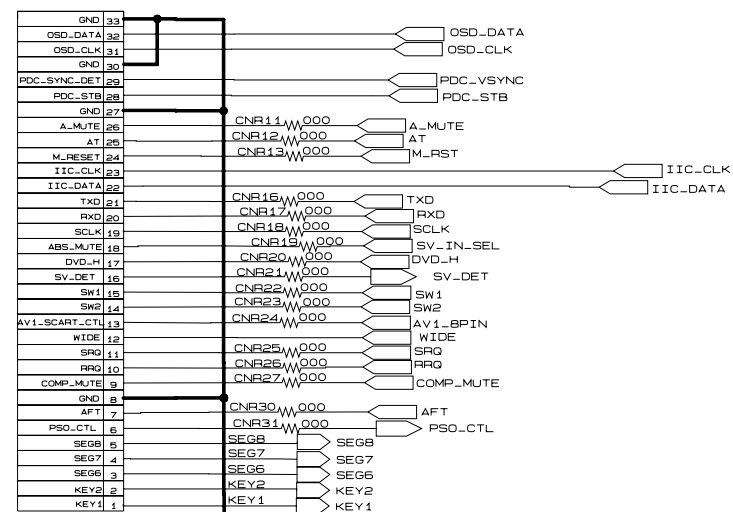 GND 33
OSD_DATA 32 OSD_DATA
OSD_CLK 31 OSD_CLK
GND 30
PDC_SYNC_DET 29 PDC_VSYNC
PDC_STB 28 PDC_STB
GND 27
A_MUTE 26 CNR11 000 A_MUTE
AT 25 CNR12 000 AT
M_RESET 24 CNR13 000 M_RST
IIC_CLK 23 IIC_CLK
IIC_DATA 22 IIC_DATA
TXD 21 CNR16 000 TXD
RXD 20 CNR17 000 RXD
SCLK 19 CNR18 000 SCLK
ABS_MUTE 18 CNR19 000 SV_IN_SEL
DVD_H 17 CNR20 000 DVD_H
SV_DET 16 CNR21 000 SV_DET
SW1 15 CNR22 000 SW1
SW2 14 CNR23 000 SW2
AV1_SCART_CTL 13 CNR24 000 AV1_8PIN
WIDE 12 WIDE
SRQ 11 CNR25 000 SRQ
RRQ 10 CNR26 000 RRQ
COMP_MUTE 9 CNR27 000 COMP_MUTE
GND 8
AFT 7 CNR30 000 AFT
PSO_CTL 6 CNR31 000 PSO_CTL
SEG8 5 SEG8 SEG8
SEG7 4 SEG7 SEG7
SEG6 3 SEG6 SEG6
KEY2 2 KEY2 KEY2
KEY1 1 KEY1 KEY1